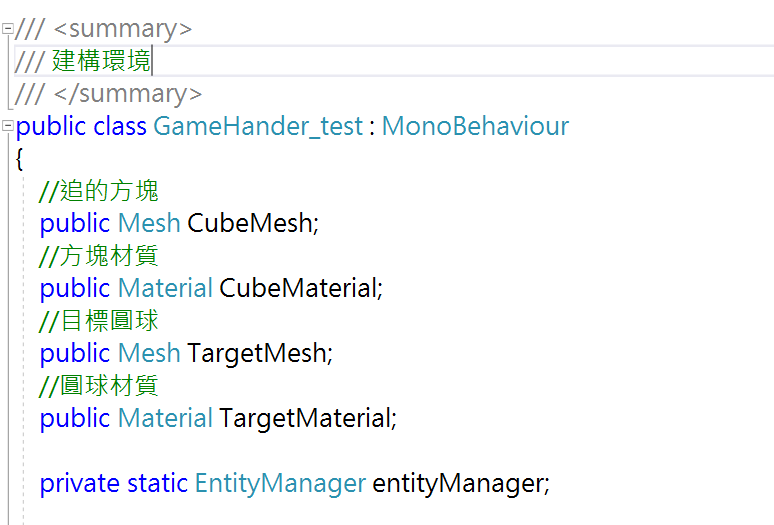 /// <summary>
/// 建構環境
/// </summary>
public class GameHander_test : MonoBehaviour
{
//追的方塊
public Mesh CubeMesh;
//方塊材質
public Material CubeMaterial;
//目標圓球
public Mesh TargetMesh;
//圓球材質
public Material TargetMaterial;
private static EntityManager entityManager;